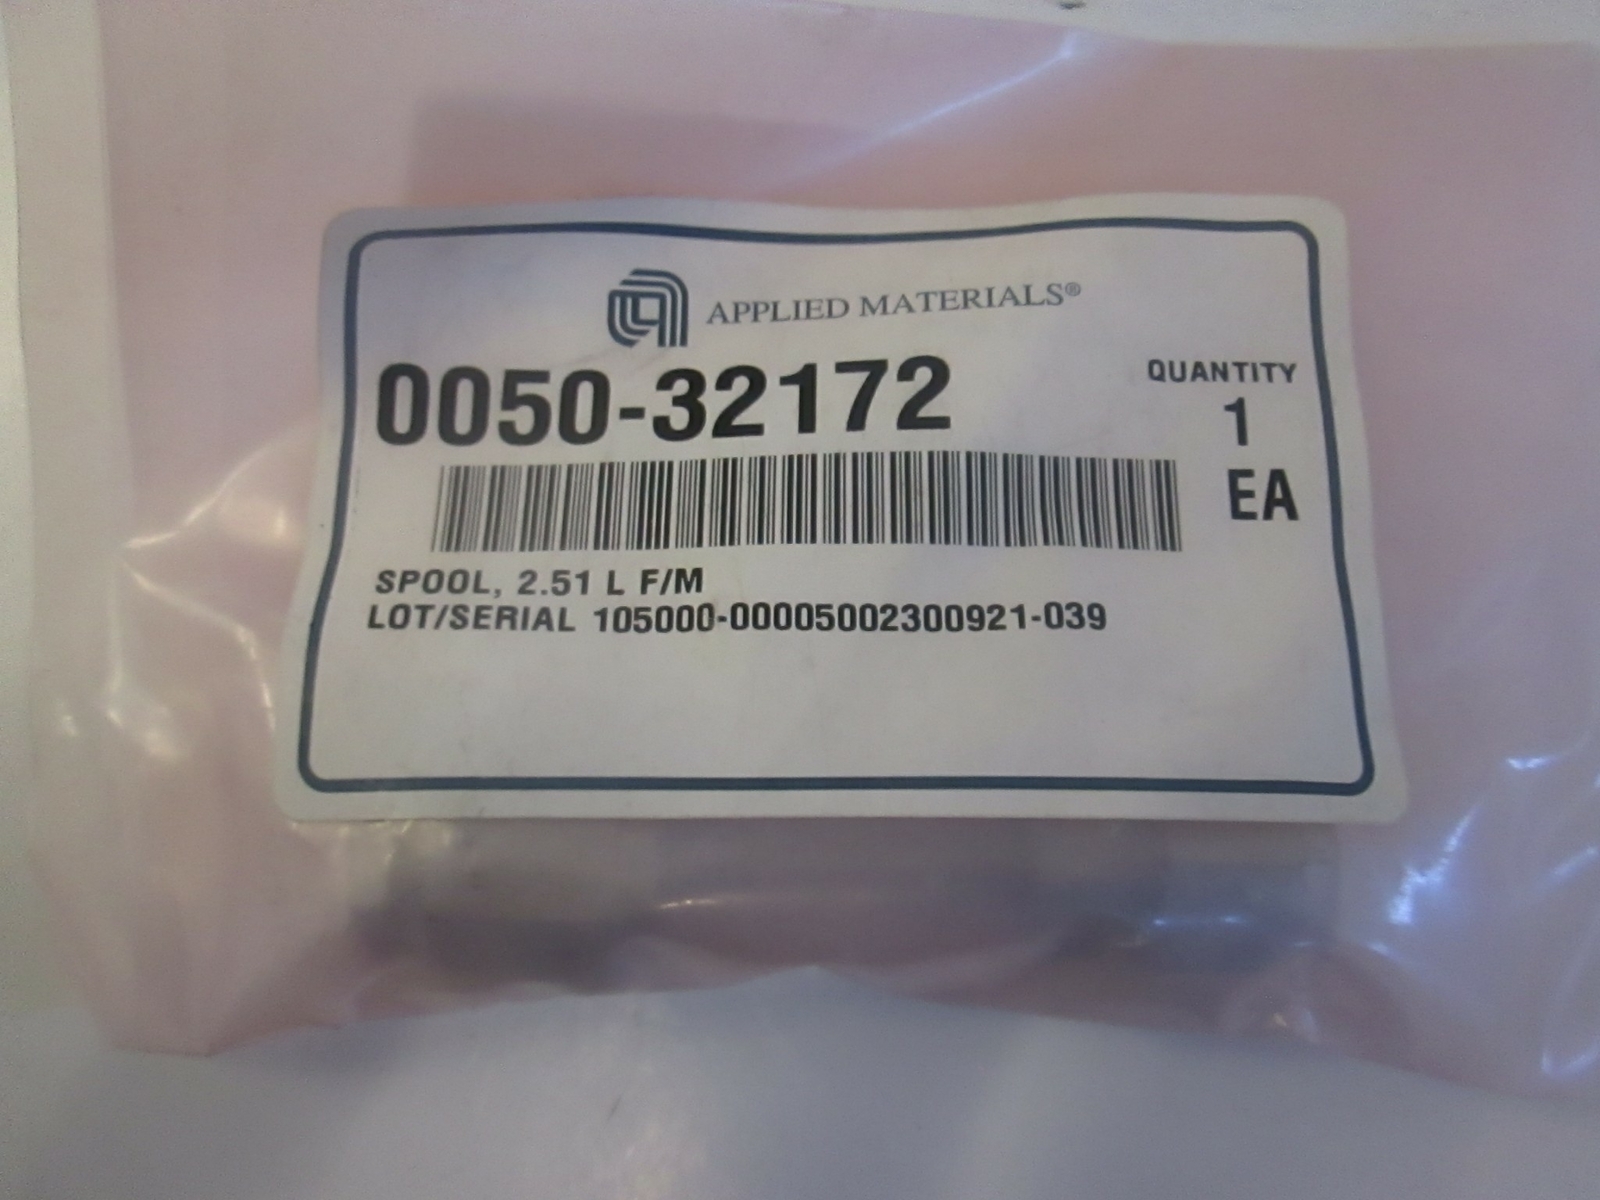 APPLIED MATERIALS®
0050-32172
QUANTITY
1
EA
SPOOL, 2.51 L F/M
LOT/SERIAL 105000-00005002300921-039